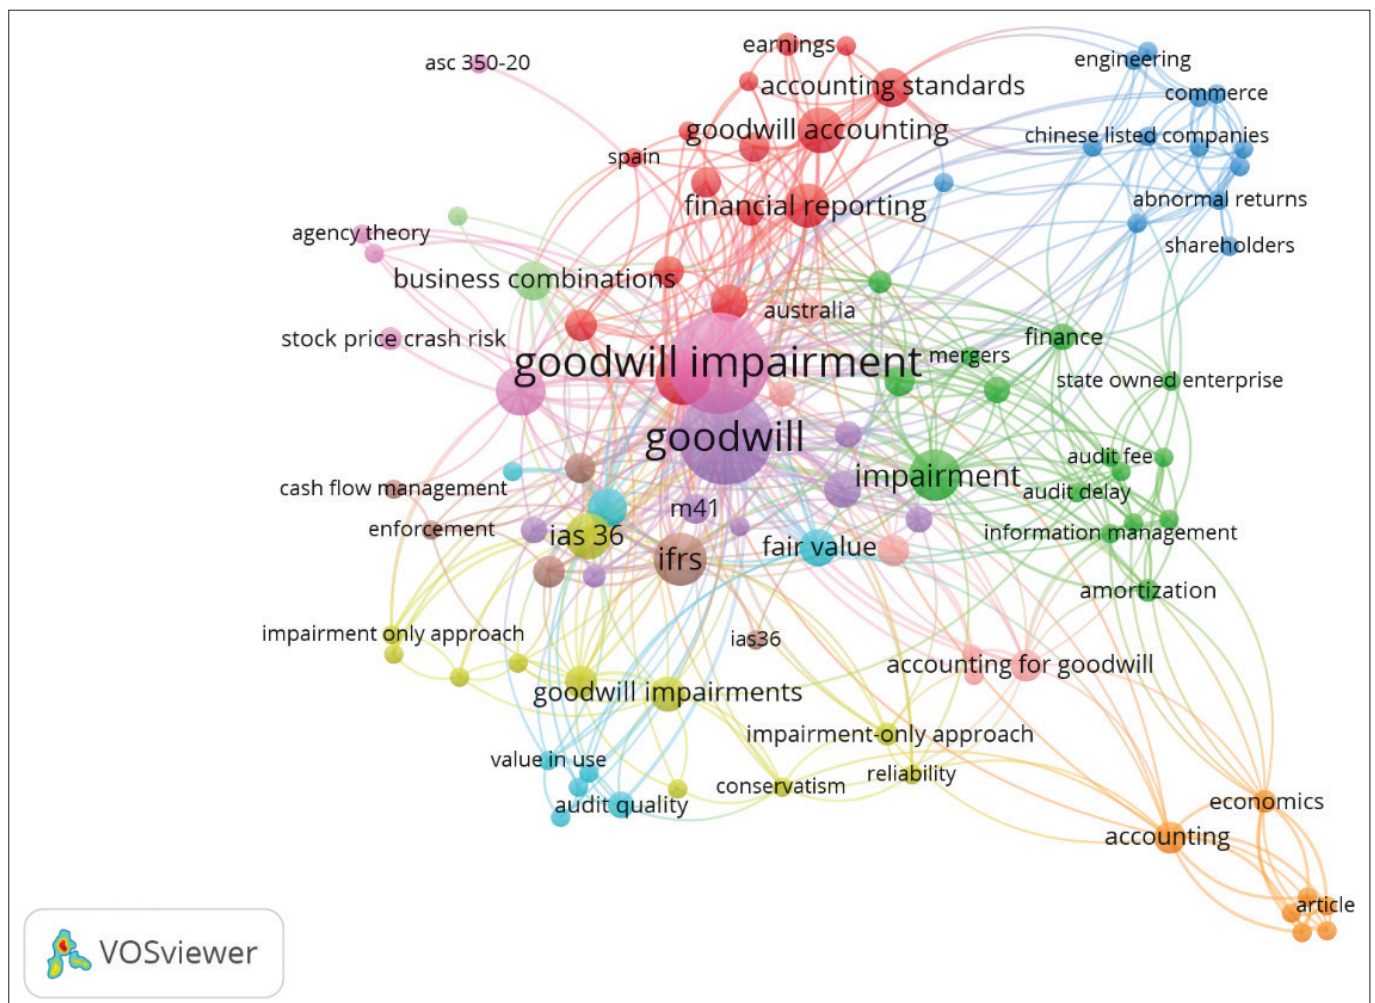 earnings
engineering
asc 350-20
accounting standards
commerce
goodwill accounting
chinese listed companies
spain
abnormal returns
financial reporting
agency theory
shareholders
business combinations
australia
stock price crash risk
finance
mergers
goodwill impairment
state owned enterprise
goodwill
audit fee
impairment
cash flow management
audit delay
m41
enforcement
information management
ias 36
fair value
ifrs
amortization
impairment only approach
ias36
accounting for goodwill
goodwill impairments
impairment-only approach
value in use
reliability
conservatism
audit quality
economics
accounting
article
VOSviewer